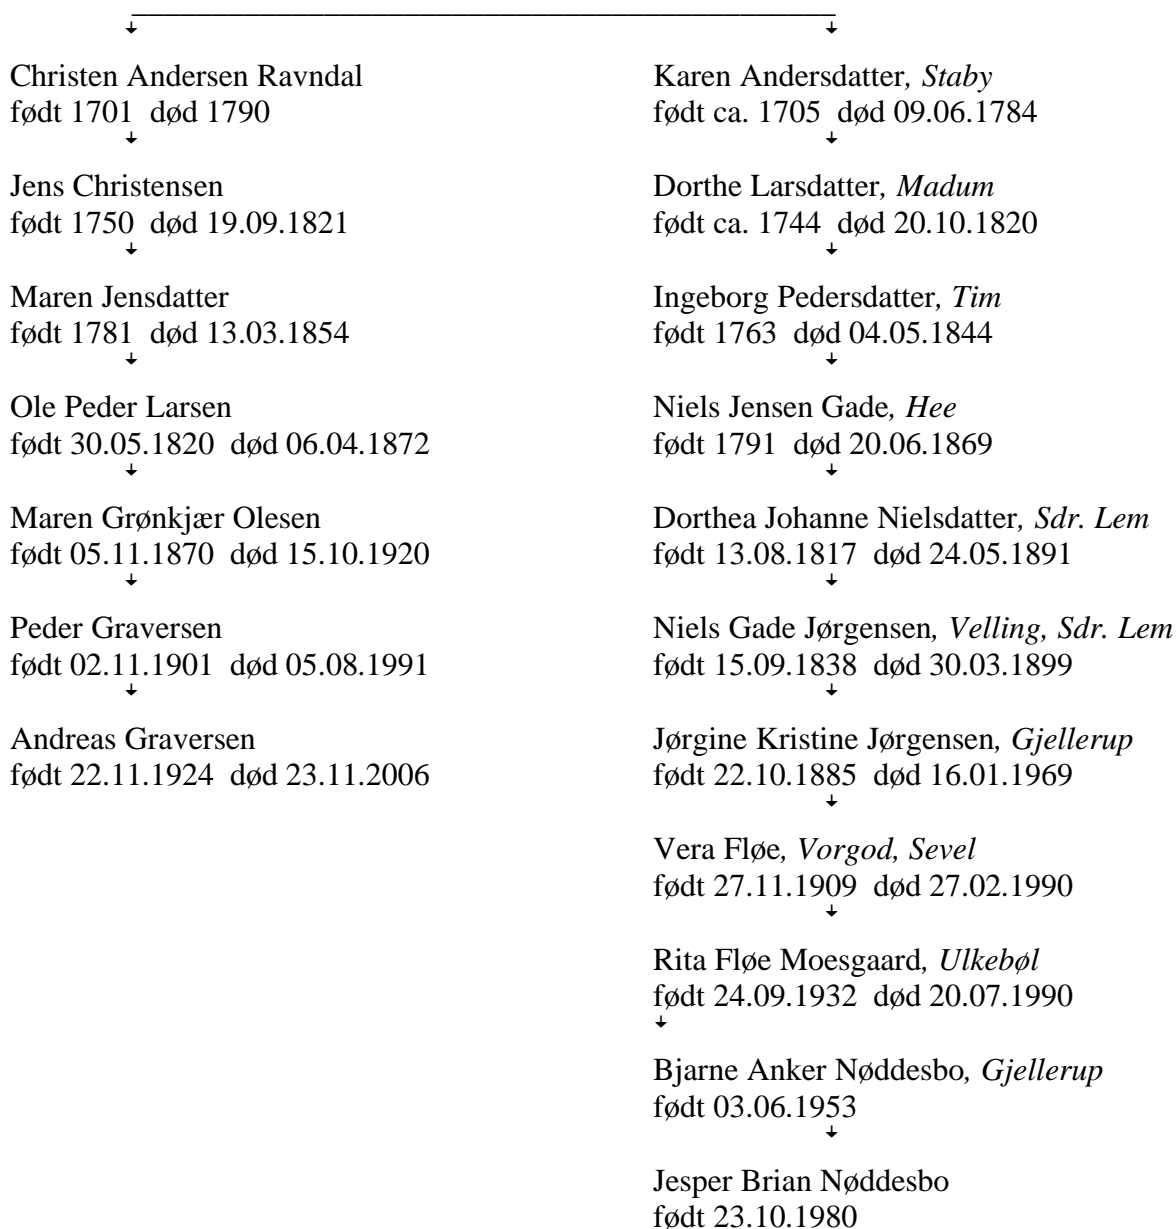 Christen Andersen Ravndal
født 1701 død 1790
Jens Christensen
født 1750 død 19.09.1821
Maren Jensdatter
født 1781 død 13.03.1854
Ole Peder Larsen
født 30.05.1820 død 06.04.1872
Maren Grønkjær Olesen
født 05.11.1870 død 15.10.1920
Peder Graversen
født 02.11.1901 død 05.08.1991
Andreas Graversen
født 22.11.1924 død 23.11.2006
Karen Andersdatter, Staby
født ca. 1705 død 09.06.1784
Dorthe Larsdatter, Madum
født ca. 1744 død 20.10.1820
Ingeborg Pedersdatter, Tim
født 1763 død 04.05.1844
Niels Jensen Gade, Hee
født 1791 død 20.06.1869
Dorthea Johanne Nielsdatter, Sdr. Lem
født 13.08.1817 død 24.05.1891
Niels Gade Jørgensen, Velling, Sdr. Lem
født 15.09.1838 død 30.03.1899
Jørgine Kristine Jørgensen, Gjellerup
født 22.10.1885 død 16.01.1969
Vera Fløe, Vorgod, Sevel
født 27.11.1909 død 27.02.1990
Rita Fløe Moesgaard, Ulkebøl
født 24.09.1932 død 20.07.1990
Bjarne Anker Nøddesbo, Gjellerup
født 03.06.1953
Jesper Brian Nøddesbo
født 23.10.1980